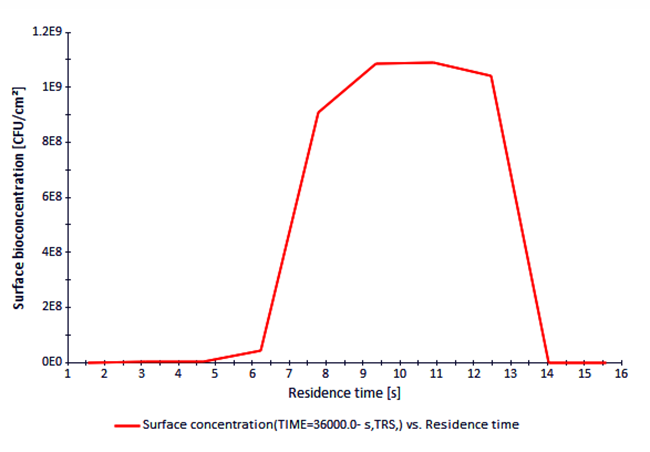 1.2E9
1E9
8E8
6E8
4E8
2E8
0E0
Surface bioconcentration [CFU/cm²]
1 2 3 4 5 6 7 8 9 10 11 12 13 14 15 16
Residence time [s]
Surface concentration(TIME=36000.0- s,TRS,) vs. Residence time